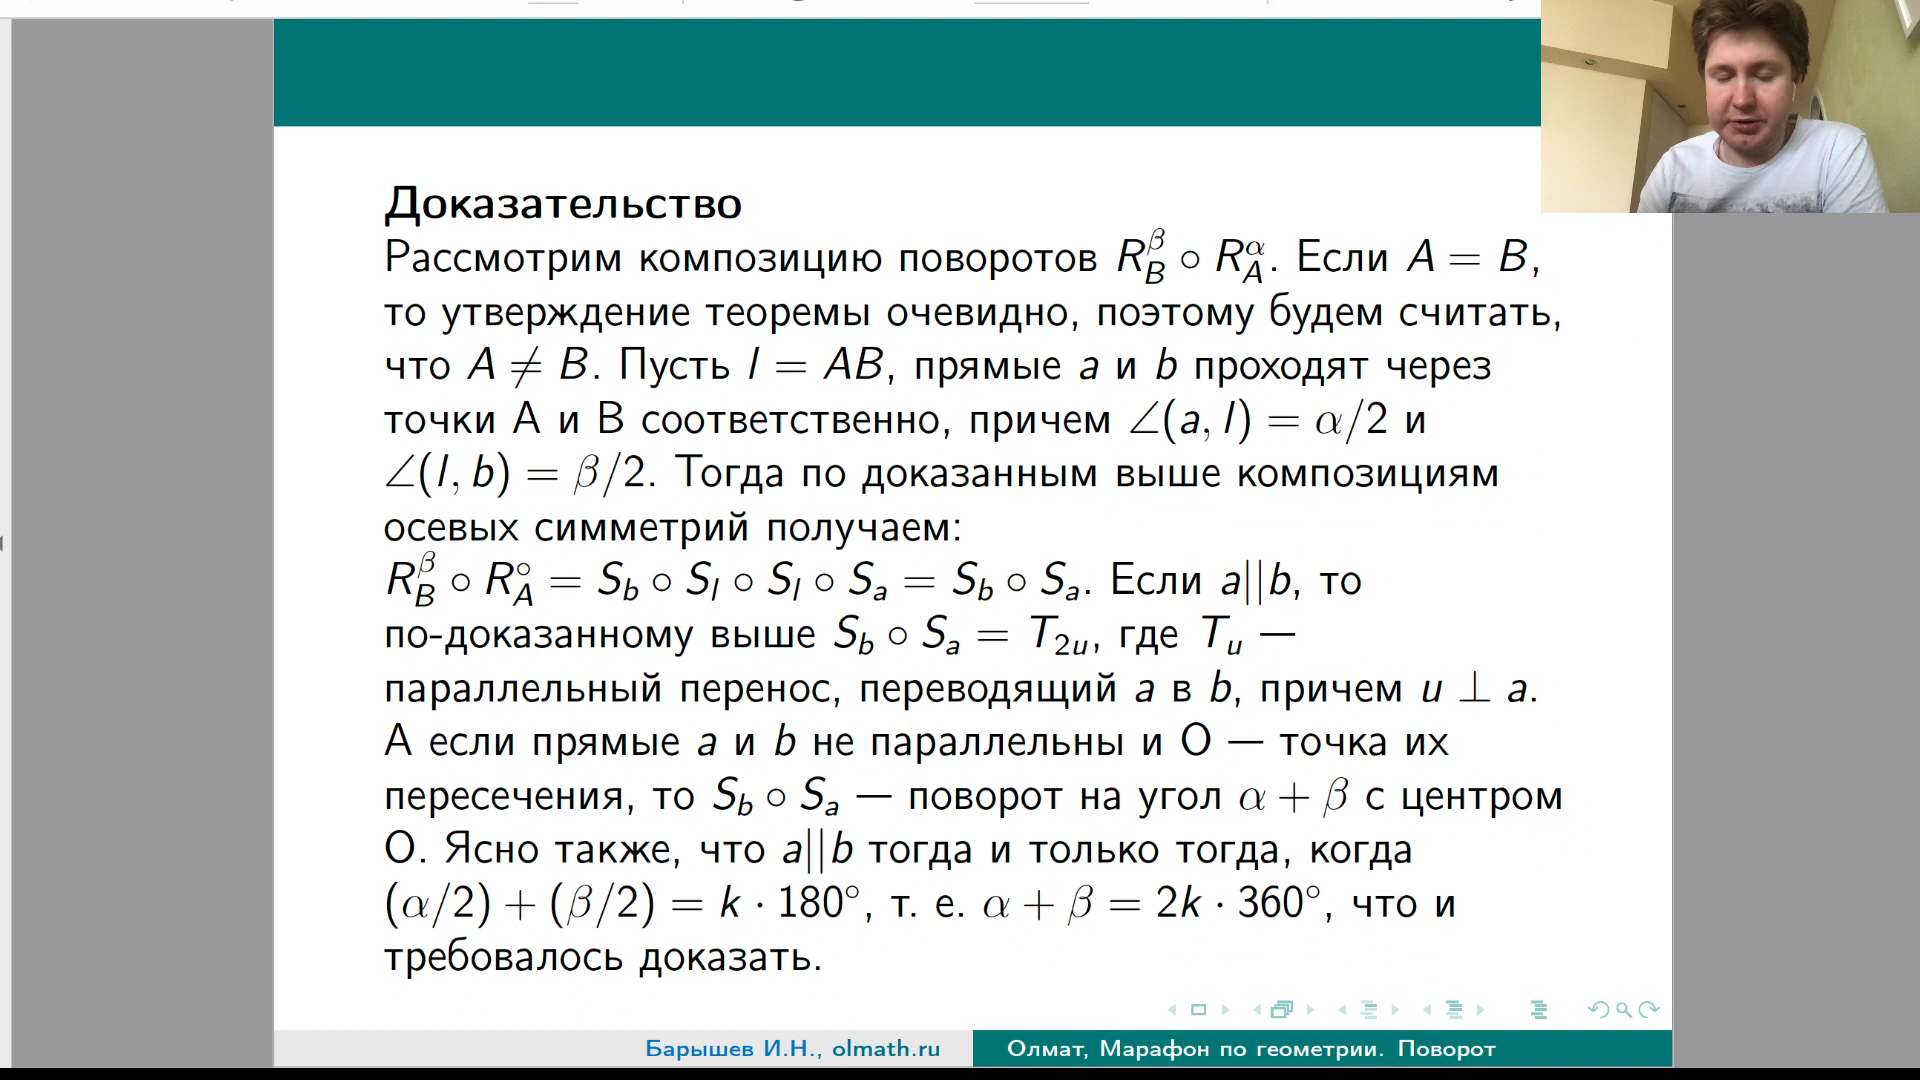 Доказательство
Рассмотрим композицию поворотов R_B^β ∘ R_A^α. Если A = B,
то утверждение теоремы очевидно, поэтому будем считать,
что A ≠ B. Пусть l = AB, прямые a и b проходят через
точки А и В соответственно, причем ∠(a, l) = α/2 и
∠(l, b) = β/2. Тогда по доказанным выше композициям
осевых симметрий получаем:
R_B^β ∘ R_A^∘ = S_b ∘ S_l ∘ S_l ∘ S_a = S_b ∘ S_a. Если a||b, то
по-доказанному выше S_b ∘ S_a = T_{2u}, где T_u —
параллельный перенос, переводящий a в b, причем u ⊥ a.
А если прямые a и b не параллельны и О — точка их
пересечения, то S_b ∘ S_a — поворот на угол α + β с центром
О. Ясно также, что a||b тогда и только тогда, когда
(α/2) + (β/2) = k · 180°, т. е. α + β = 2k · 360°, что и
требовалось доказать.
Барышев И.Н., olmath.ru
Олмат, Марафон по геометрии. Поворот